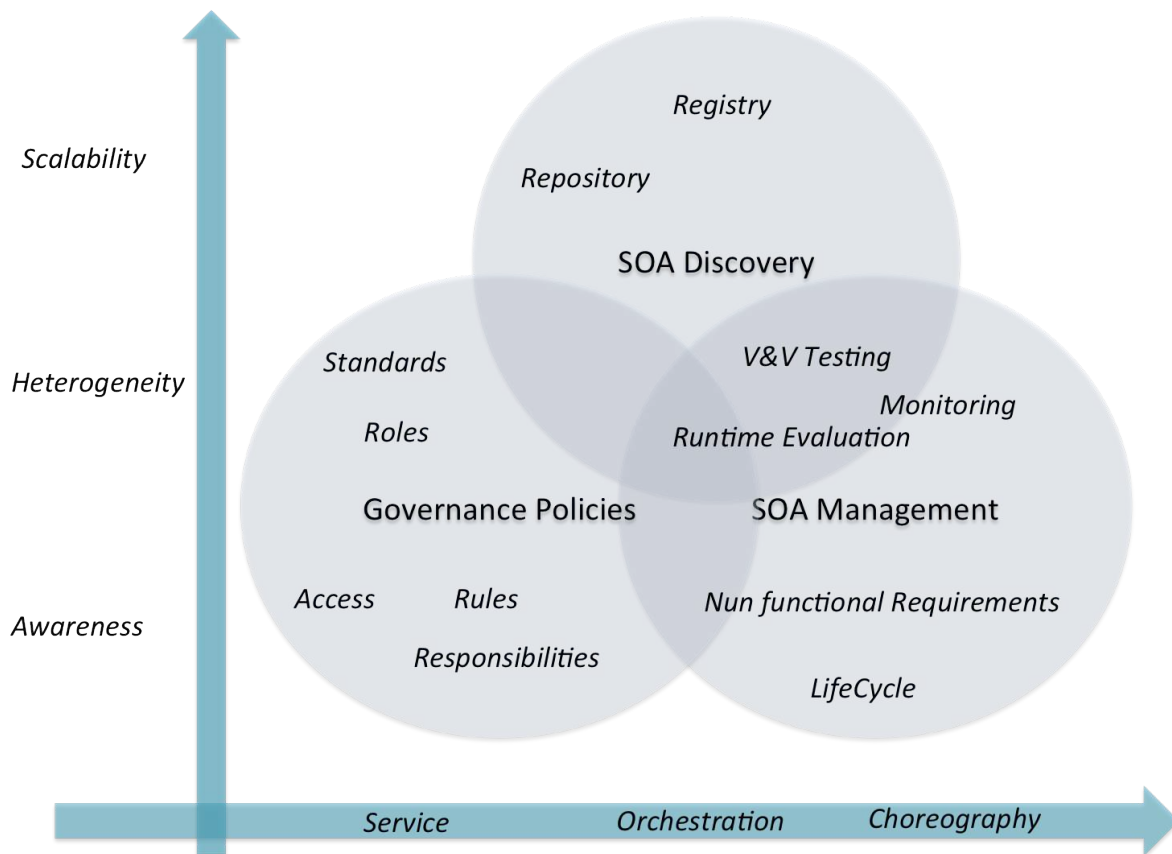 Registry
Scalability
Repository
SOA Discovery
V&V Testing
Standards
Heterogeneity
Monitoring
Roles
Runtime Evaluation
Governance Policies
SOA Management
Access
Rules
Nun functional Requirements
Awareness
Responsibilities
LifeCycle
Service
Orchestration
Choreography